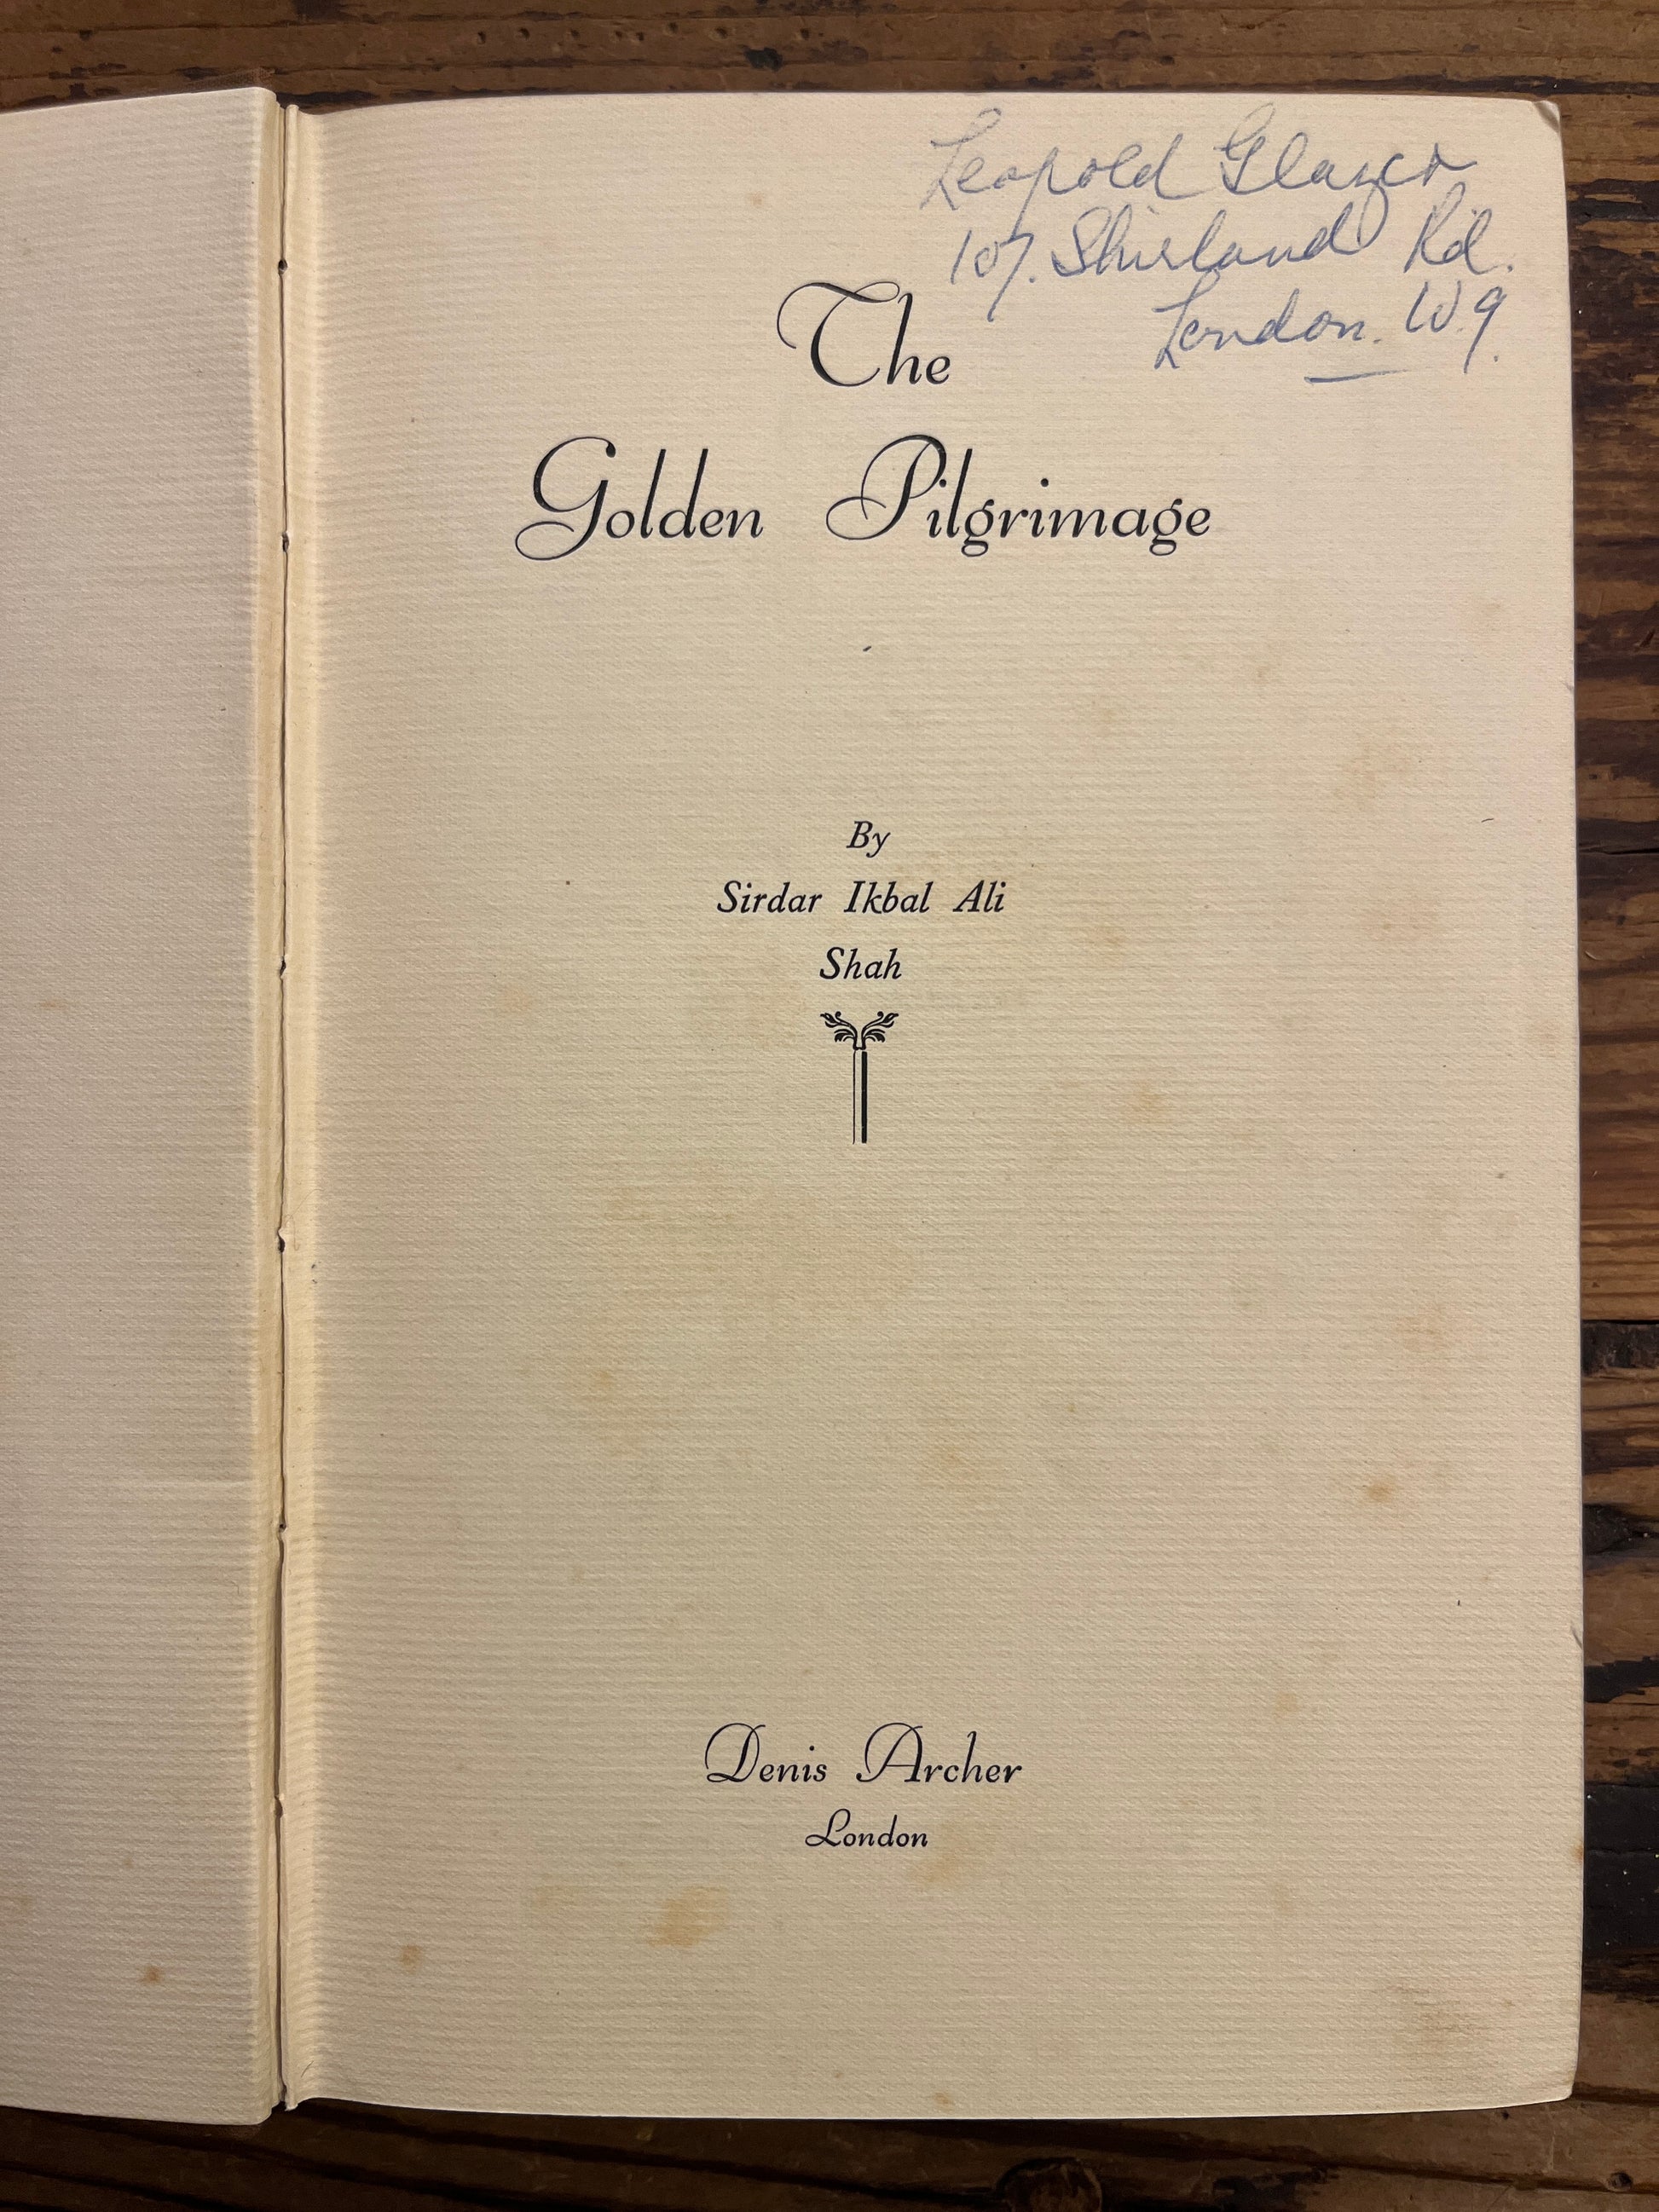 Leopold Glazer
107. Shirland Rd.
London. W.9.
The
Golden Pilgrimage
By
Sirdar Ikbal Ali
Shah
Denis Archer
London